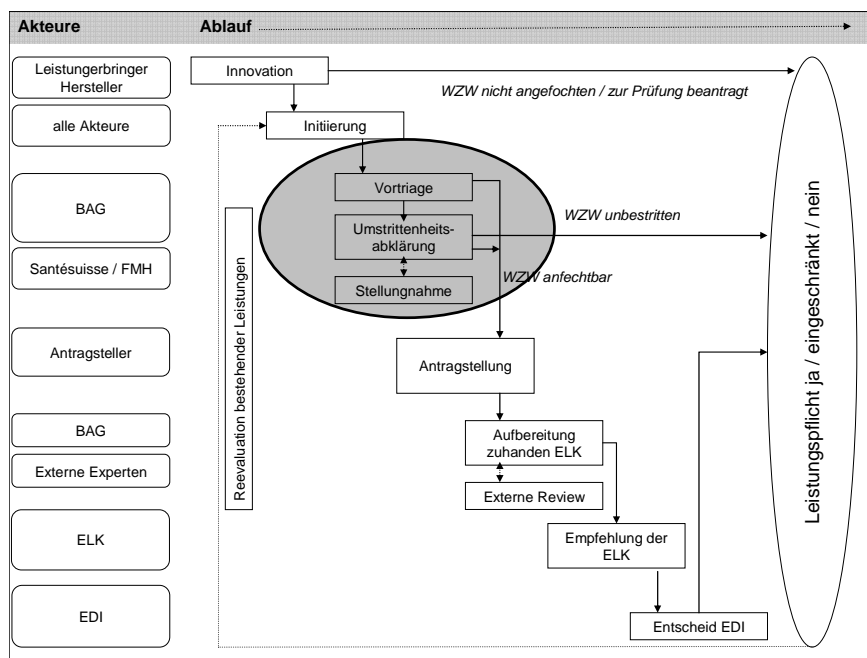 Akteure
Ablauf
Leistungerbringer
Hersteller
Innovation
WZW nicht angefochten / zur Prüfung beantragt
alle Akteure
Initiierung
BAG
Vortriage
Umstrittenheits-
abklärung
WZW unbestritten
Santésuisse / FMH
WZW anfechtbar
Stellungnahme
Reevaluation bestehender Leistungen
Leistungspflicht ja / eingeschränkt / nein
Antragsteller
Antragstellung
BAG
Aufbereitung
zuhanden ELK
Externe Experten
Externe Review
ELK
Empfehlung der
ELK
EDI
Entscheid EDI